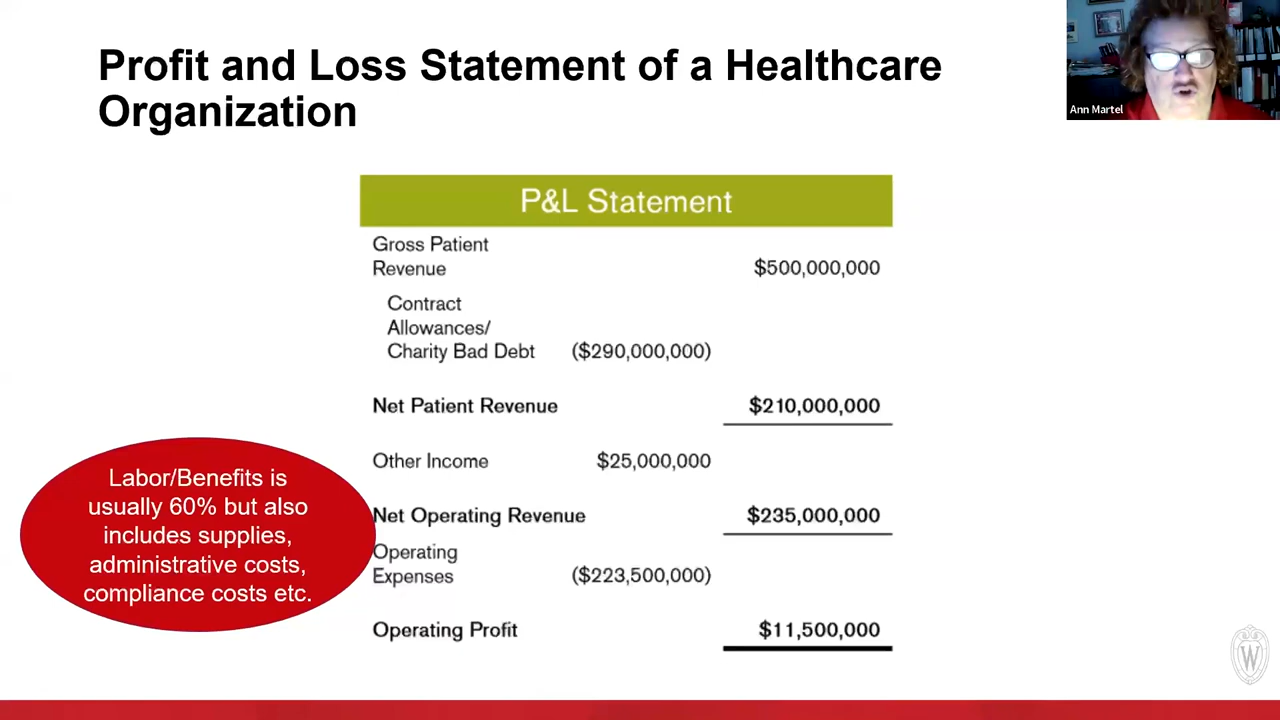 Profit and Loss Statement of a Healthcare
Organization
Ann Martel
P&L Statement
Gross Patient
Revenue $500,000,000
Contract
Allowances/
Charity Bad Debt ($290,000,000)
Net Patient Revenue $210,000,000
Other Income $25,000,000
Net Operating Revenue $235,000,000
Operating
Expenses ($223,500,000)
Operating Profit $11,500,000
Labor/Benefits is
usually 60% but also
includes supplies,
administrative costs,
compliance costs etc.
W